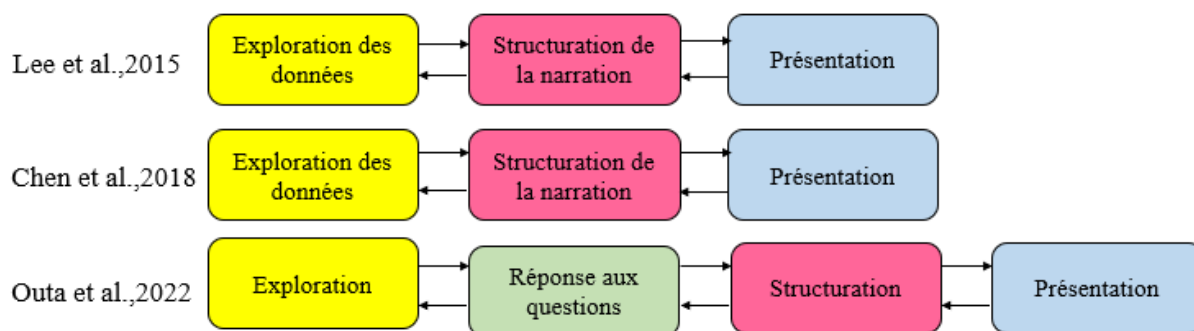 Lee et al.,2015
Exploration des
données
Structuration de
la narration
Présentation
Chen et al.,2018
Exploration des
données
Structuration de
la narration
Présentation
Outa et al.,2022
Exploration
Réponse aux
questions
Structuration
Présentation